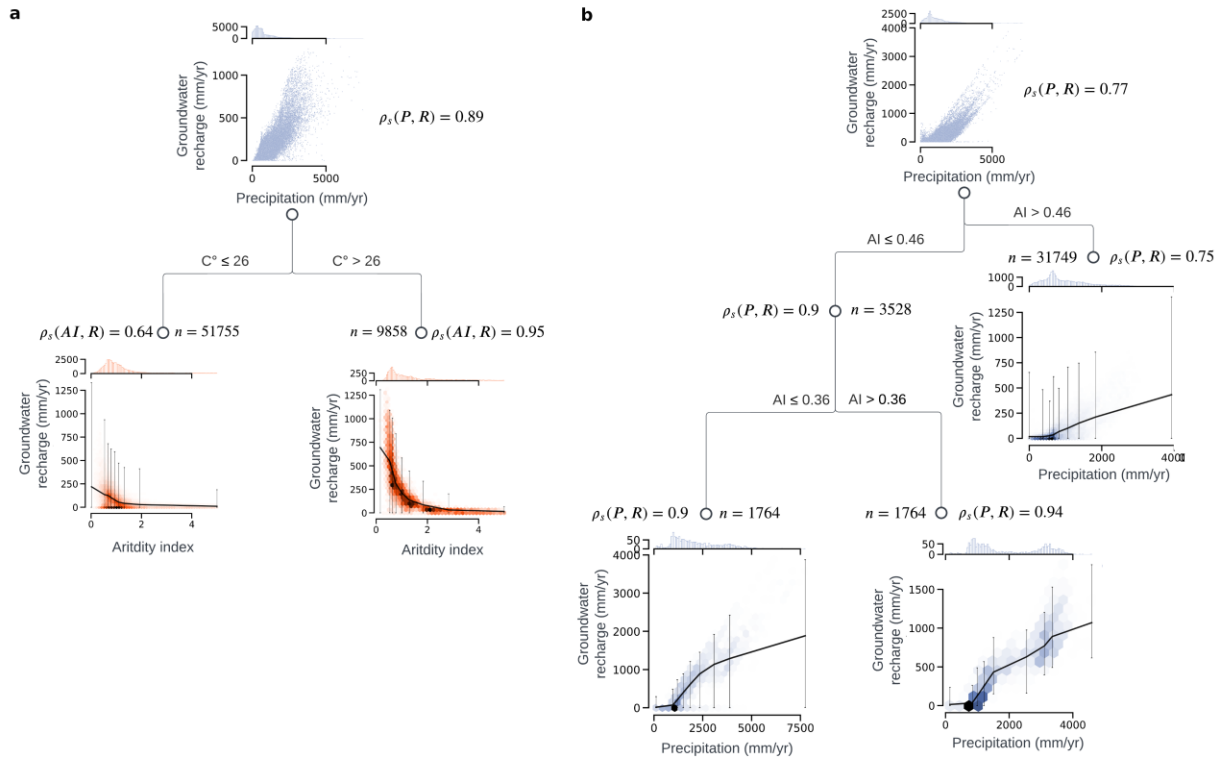 a
5000
0
Groundwater
recharge (mm/yr)
1000
500
0
0
5000
Precipitation (mm/yr)
ρs(P, R) = 0.89
C° ≤ 26
C° > 26
ρs(AI, R) = 0.64
n = 51755
2500
0
Groundwater
recharge (mm/yr)
1250
1000
750
500
250
0
0
2
4
Aritdity index
n = 9858
ρs(AI, R) = 0.95
250
0
Groundwater
recharge (mm/yr)
1250
1000
750
500
250
0
0
2
4
Aritdity index
b
2500
0
4000
3000
2000
1000
0
Groundwater
recharge (mm/yr)
0
5000
Precipitation (mm/yr)
ρs(P, R) = 0.77
AI ≤ 0.46
AI > 0.46
n = 31749
ρs(P, R) = 0.75
1000
0
Groundwater
recharge (mm/yr)
1250
1000
750
500
250
0
0
2000
Precipitation (mm/yr)
ρs(P, R) = 0.9
n = 3528
AI ≤ 0.36
AI > 0.36
ρs(P, R) = 0.9
n = 1764
50
0
4000
3000
2000
1000
0
Groundwater
recharge (mm/yr)
0
2500
5000
7500
Precipitation (mm/yr)
n = 1764
ρs(P, R) = 0.94
50
0
Groundwater
recharge (mm/yr)
1500
1000
500
0
0
2000
4000
Precipitation (mm/yr)